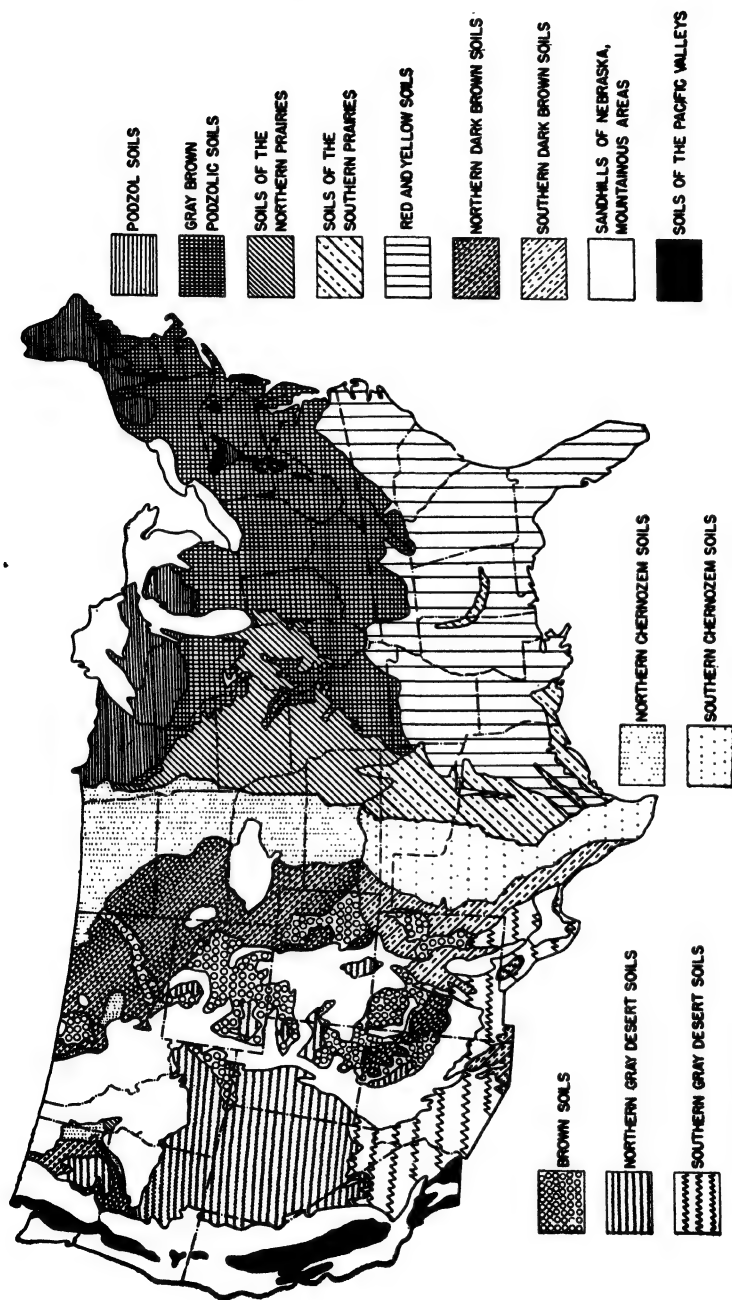 PODZOL SOILS
GRAY BROWN
PODZOLIC SOILS
SOILS OF THE
NORTHERN PRAIRIES
SOILS OF THE
SOUTHERN PRAIRIES
RED AND YELLOW SOILS
NORTHERN DARK BROWN SOILS
SOUTHERN DARK BROWN SOILS
SANDHILLS OF NEBRASKA,
MOUNTAINOUS AREAS
SOILS OF THE PACIFIC VALLEYS
NORTHERN CHERNOZEM SOILS
SOUTHERN CHERNOZEM SOILS
BROWN SOILS
NORTHERN GRAY DESERT SOILS
SOUTHERN GRAY DESERT SOILS